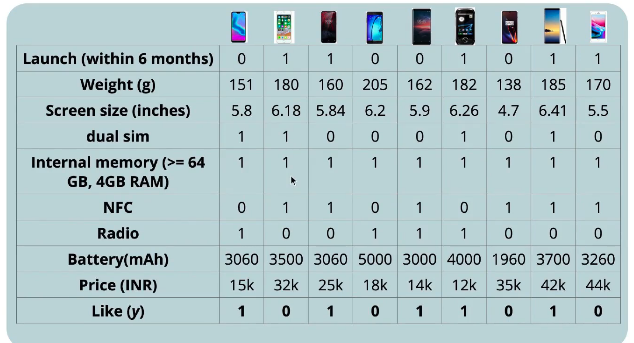 Launch (within 6 months) 0 1 1 0 0 1 0 1 1
Weight (g) 151 180 160 205 162 182 138 185 170
Screen size (inches) 5.8 6.18 5.84 6.2 5.9 6.26 4.7 6.41 5.5
dual sim 1 1 0 0 0 1 0 1 0
Internal memory (>= 64 1 1 1 1 1 1 1 1 1
GB, 4GB RAM)
NFC 0 1 1 0 1 0 1 1 1
Radio 1 0 0 1 1 1 0 0 0
Battery(mAh) 3060 3500 3060 5000 3000 4000 1960 3700 3260
Price (INR) 15k 32k 25k 18k 14k 12k 35k 42k 44k
Like (y) 1 0 1 0 1 1 0 1 0